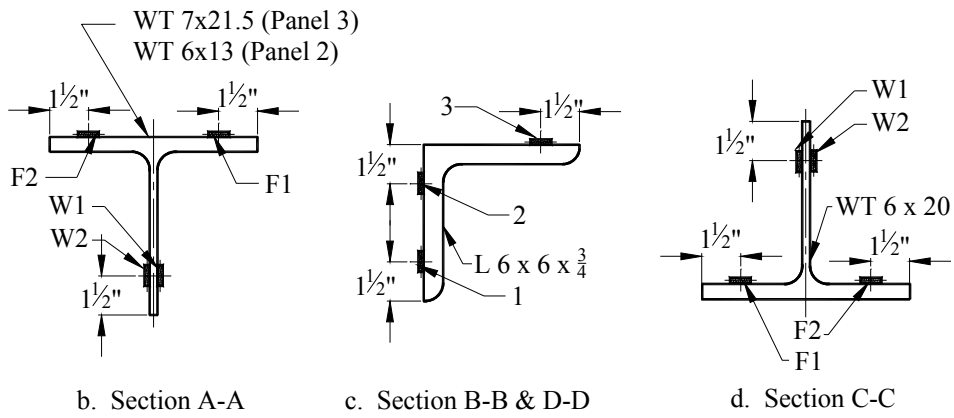 WT 7x21.5 (Panel 3)
WT 6x13 (Panel 2)
1½"
1½"
F2
F1
W1
W2
1½"
b. Section A-A
3
1½"
1½"
2
L 6 x 6 x ¾
1½"
1
c. Section B-B & D-D
W1
W2
1½"
WT 6 x 20
1½"
1½"
F2
F1
d. Section C-C